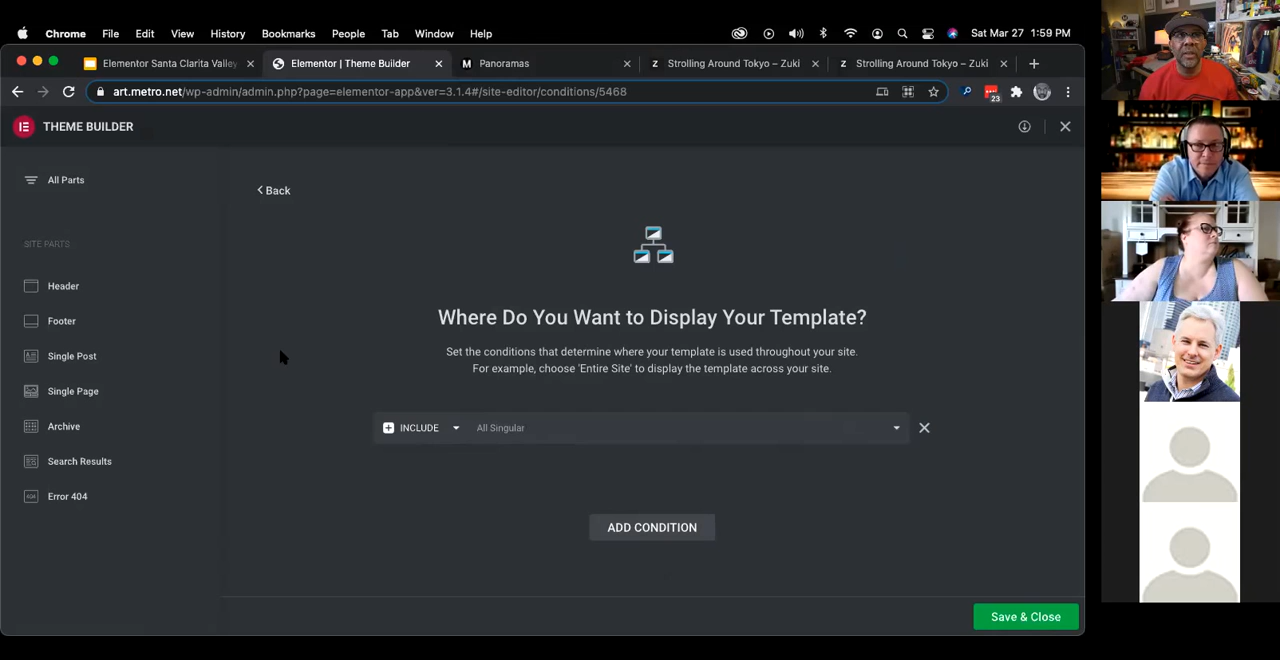 Chrome File Edit View History Bookmarks People Tab Window Help Sat Mar 27 1:59 PM
Elementor Santa Clarita Valley Elementor | Theme Builder M Panoramas Z Strolling Around Tokyo – Zuki Z Strolling Around Tokyo – Zuki
art.metro.net/wp-admin/admin.php?page=elementor-app&ver=3.1.4#/site-editor/conditions/5468 23
THEME BUILDER
All Parts
Back
SITE PARTS
Header
Where Do You Want to Display Your Template?
Footer
Single Post
Set the conditions that determine where your template is used throughout your site.
For example, choose 'Entire Site' to display the template across your site.
Single Page
Archive
INCLUDE All Singular
Search Results
404 Error 404
ADD CONDITION
Save & Close